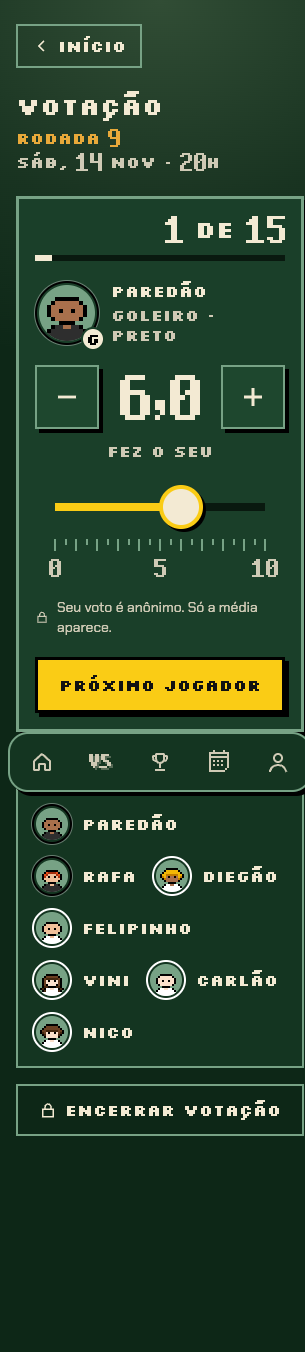 INÍCIO
VOTAÇÃO
RODADA 9
SÁB, 14 NOV · 20H
1 DE 15
PAREDÃO
GOLEIRO ·
PRETO
G
− 6,0 +
FEZ O SEU
0 5 10
Seu voto é anônimo. Só a média
aparece.
PRÓXIMO JOGADOR
VS
PAREDÃO
RAFA DIEGÃO
FELIPINHO
VINI CARLÃO
NICO
ENCERRAR VOTAÇÃO